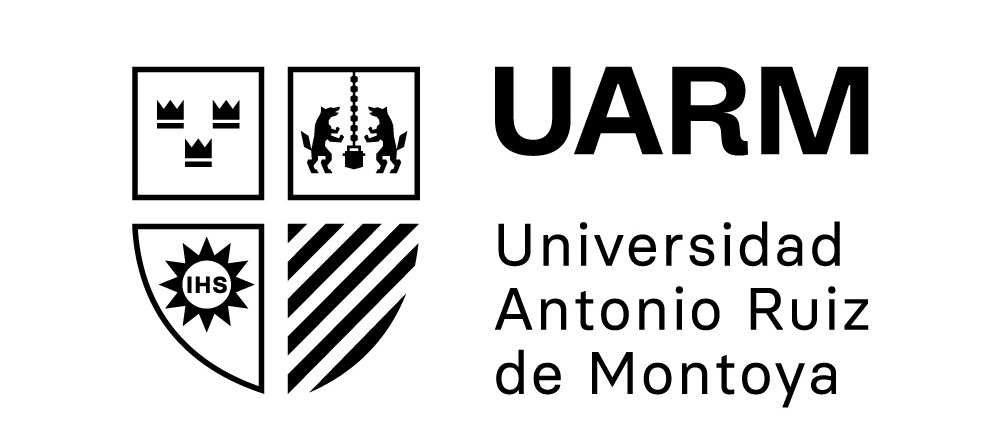 UARM
IHS
Universidad
Antonio Ruiz
de Montoya